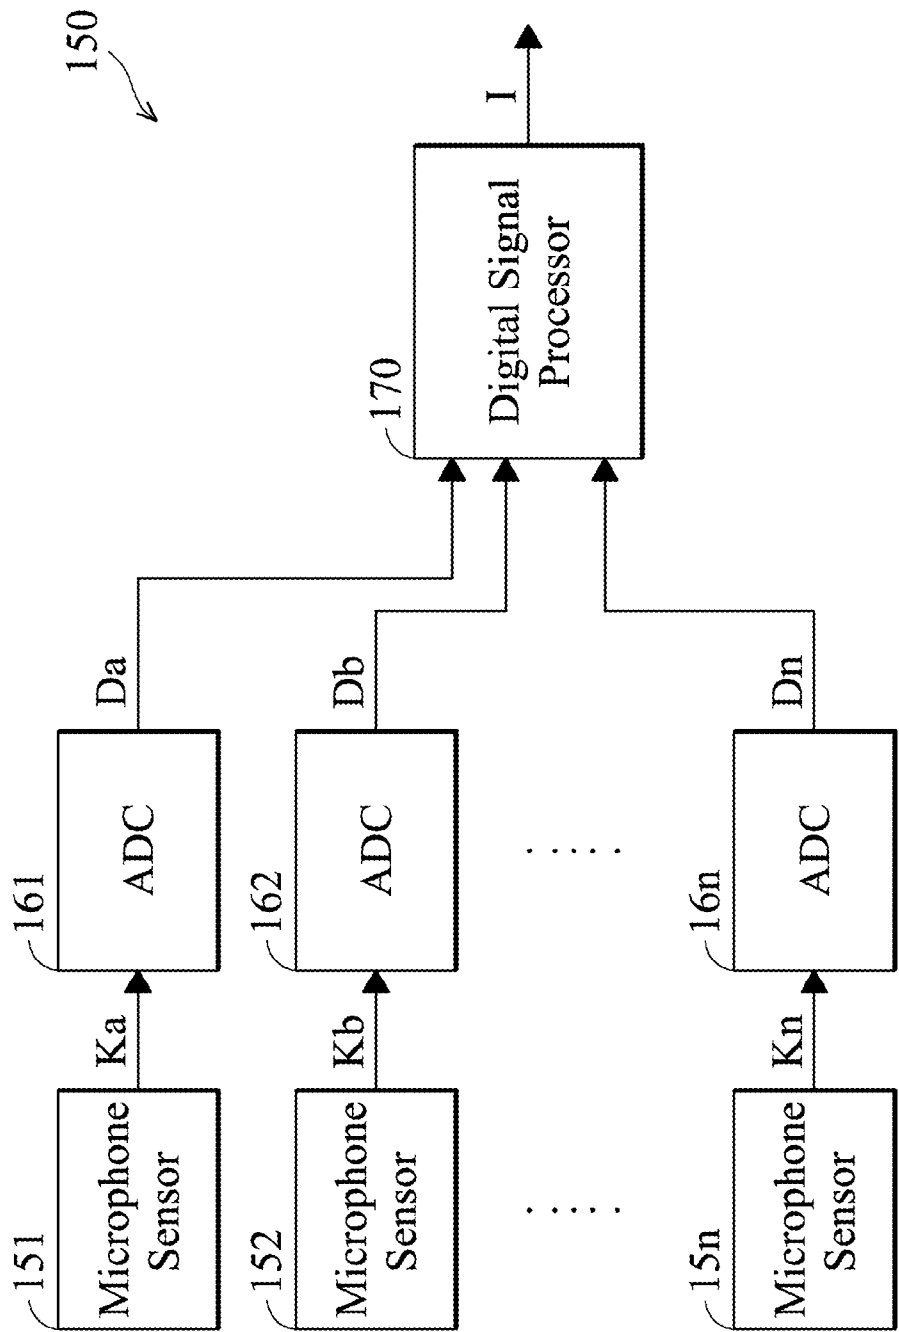 150
151
Microphone
Sensor
Ka
161
ADC
Da
152
Microphone
Sensor
Kb
162
ADC
Db
170
Digital Signal
Processor
I
.....
.....
15n
Microphone
Sensor
Kn
16n
ADC
Dn